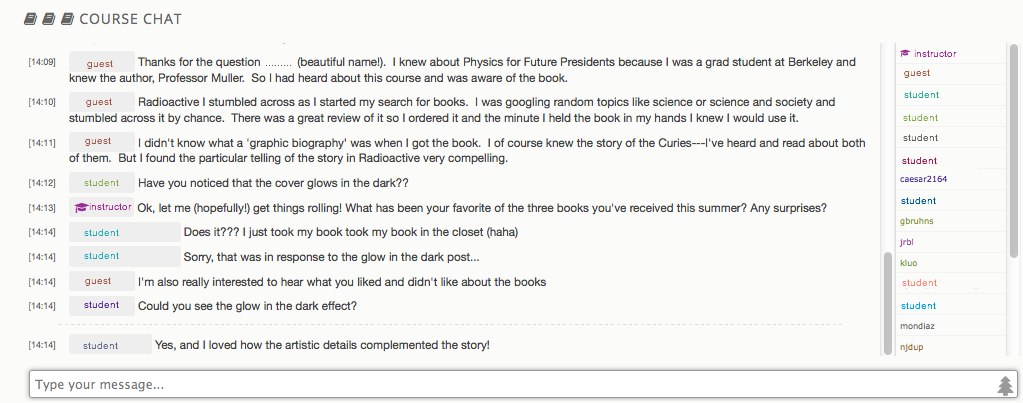 COURSE CHAT
[14:09] guest Thanks for the question ......... (beautiful name!). I knew about Physics for Future Presidents because I was a grad student at Berkeley and
knew the author, Professor Muller. So I had heard about this course and was aware of the book.
[14:10] guest Radioactive I stumbled across as I started my search for books. I was googling random topics like science or science and society and
stumbled across it by chance. There was a great review of it so I ordered it and the minute I held the book in my hands I knew I would use it.
[14:11] guest I didn't know what a 'graphic biography' was when I got the book. I of course knew the story of the Curies---I've heard and read about both
of them. But I found the particular telling of the story in Radioactive very compelling.
[14:12] student Have you noticed that the cover glows in the dark??
[14:13] instructor Ok, let me (hopefully!) get things rolling! What has been your favorite of the three books you've received this summer? Any surprises?
[14:14] student Does it??? I just took my book took my book in the closet (haha)
[14:14] student Sorry, that was in response to the glow in the dark post...
[14:14] guest I'm also really interested to hear what you liked and didn't like about the books
[14:14] student Could you see the glow in the dark effect?
[14:14] student Yes, and I loved how the artistic details complemented the story!
Type your message...
instructor
guest
student
student
student
student
caesar2164
student
gbruhns
jrbl
kluo
student
student
mondiaz
njdup